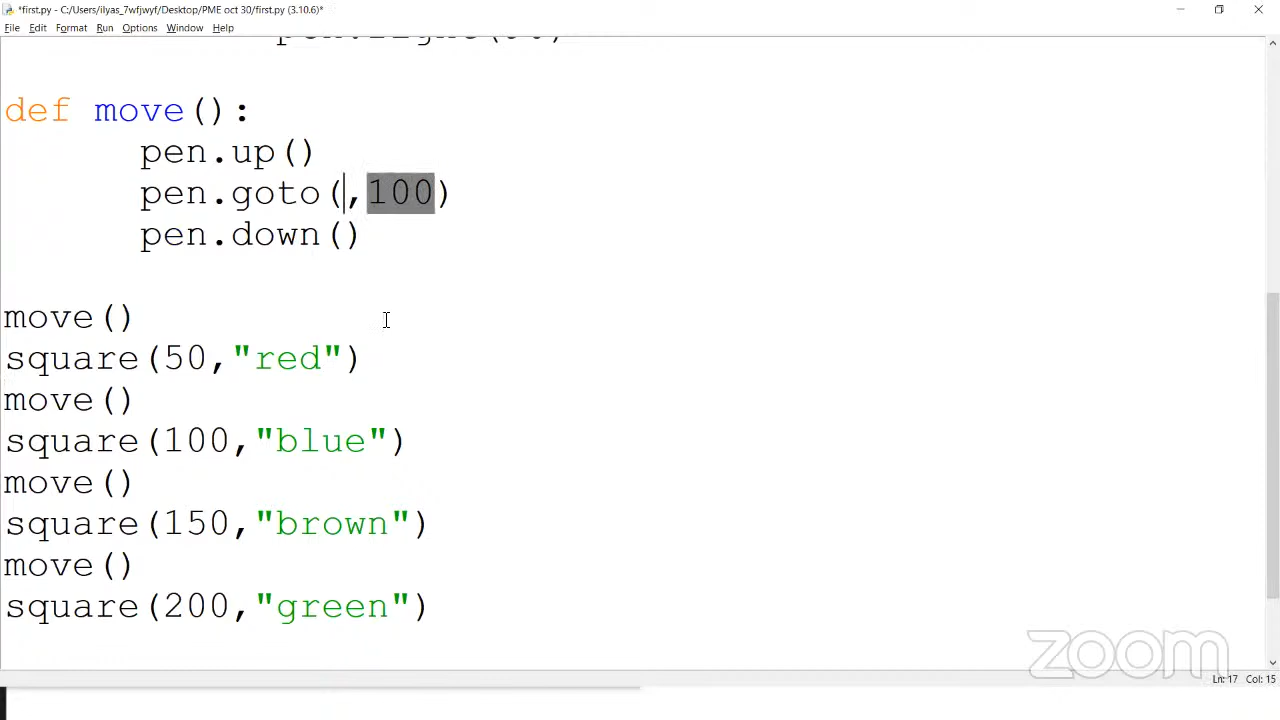 *first.py - C:/Users/ilyas_7wfjwyf/Desktop/PME oct 30/first.py (3.10.6)*
File Edit Format Run Options Window Help
def move():
pen.up()
pen.goto(,100)
pen.down()
move()
square(50,"red")
move()
square(100,"blue")
move()
square(150,"brown")
move()
square(200,"green")
zoom
Ln: 17 Col: 15